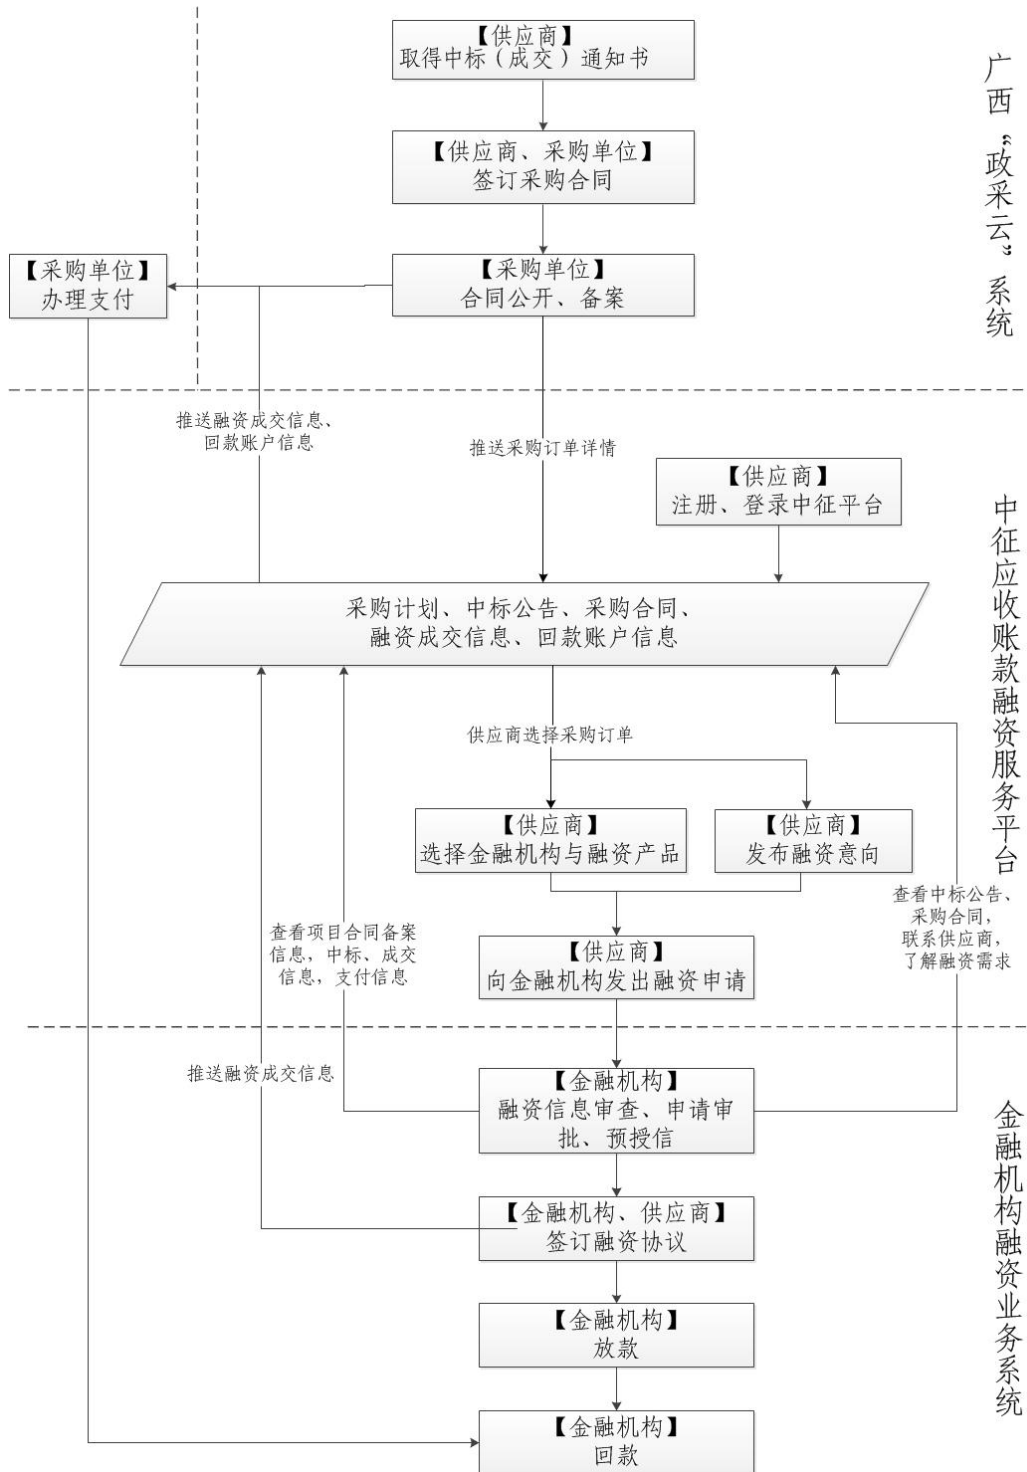 【供应商】
取得中标（成交）通知书
广西“政采云”系统
【供应商、采购单位】
签订采购合同
【采购单位】
办理支付
【采购单位】
合同公开、备案
推送融资成交信息、
回款账户信息
推送采购订单详情
【供应商】
注册、登录中征平台
中征应收账款融资服务平台
采购计划、中标公告、采购合同、
融资成交信息、回款账户信息
供应商选择采购订单
【供应商】
选择金融机构与融资产品
【供应商】
发布融资意向
查看中标公告、
采购合同，
联系供应商，
了解融资需求
查看项目合同备案
信息，中标、成交
信息，支付信息
【供应商】
向金融机构发出融资申请
推送融资成交信息
【金融机构】
融资信息审查、申请审
批、预授信
金融机构融资业务系统
【金融机构、供应商】
签订融资协议
【金融机构】
放款
【金融机构】
回款